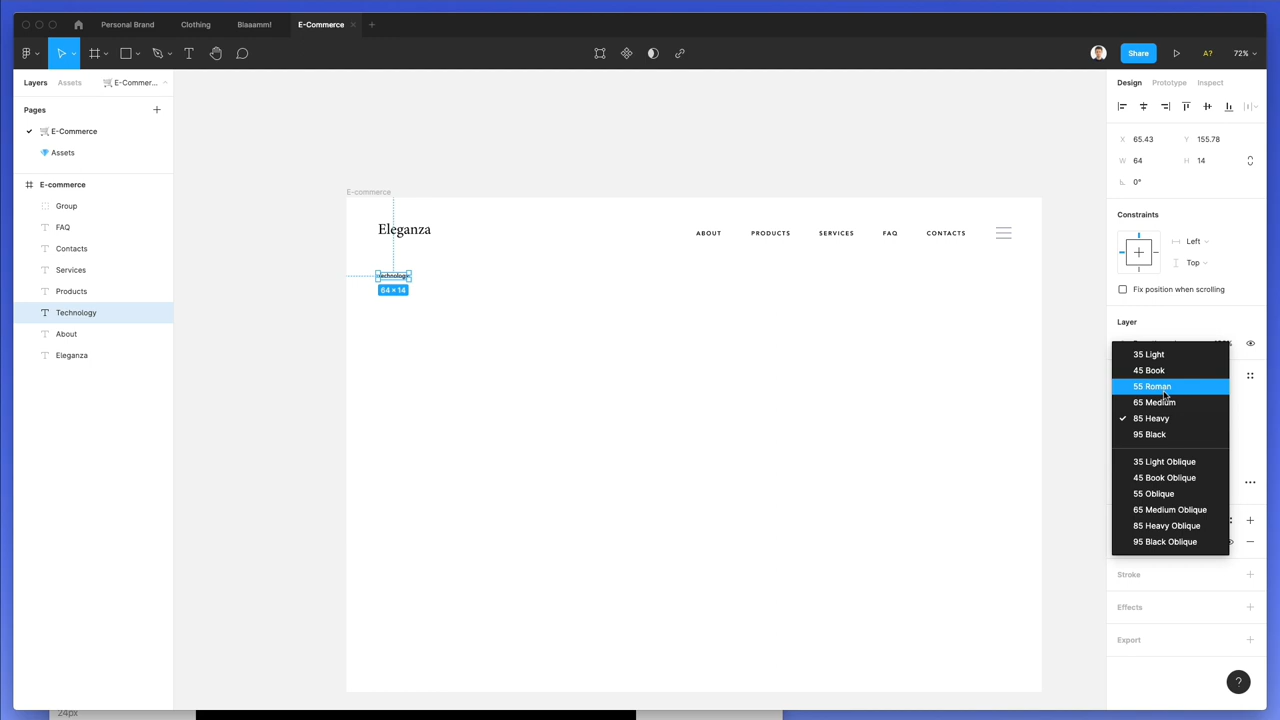 Personal Brand
Clothing
Blaaamm!
E-Commerce
Share
A?
72%
Layers
Assets
E-Commer...
Pages
E-Commerce
Assets
E-commerce
Group
FAQ
Contacts
Services
Products
Technology
About
Eleganza
E-commerce
Eleganza
ABOUT
PRODUCTS
SERVICES
FAQ
CONTACTS
Technology
64 × 14
Design
Prototype
Inspect
X 65.43
Y 155.78
W 64
H 14
0°
Constraints
Left
Top
Fix position when scrolling
Layer
35 Light
45 Book
55 Roman
65 Medium
85 Heavy
95 Black
35 Light Oblique
45 Book Oblique
55 Oblique
65 Medium Oblique
85 Heavy Oblique
95 Black Oblique
Stroke
Effects
Export
?
24px